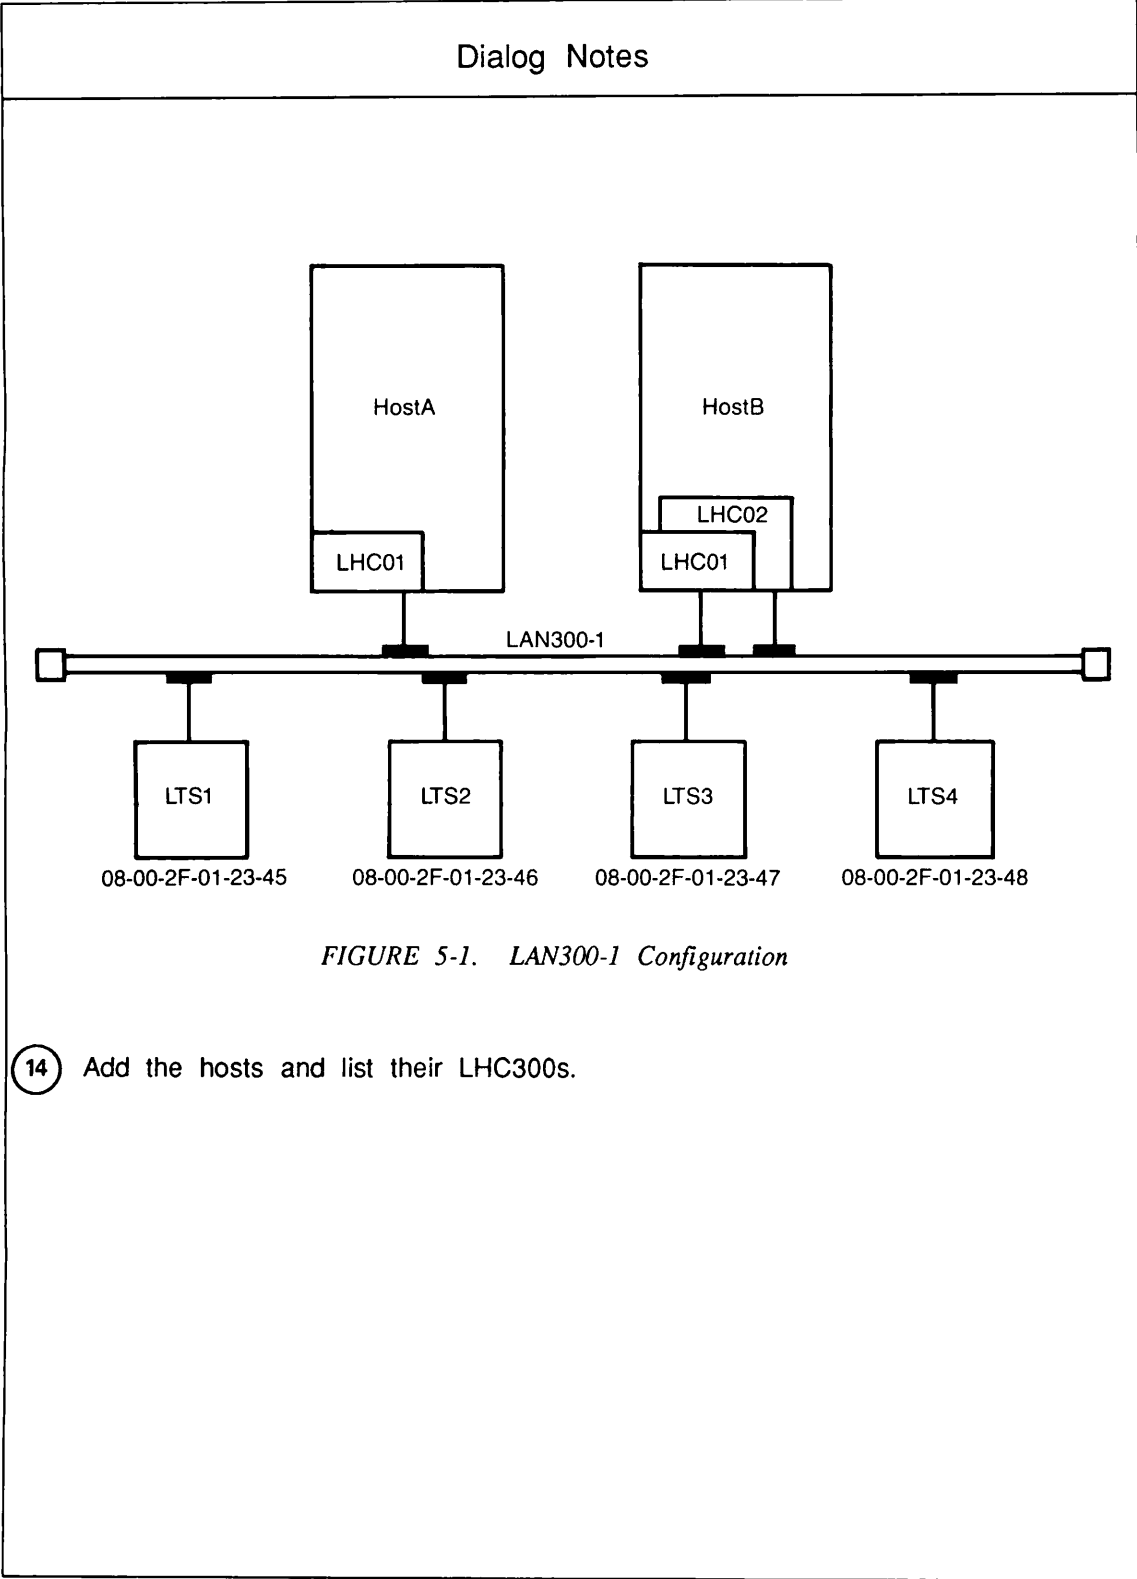 Dialog Notes
HostA
HostB
LHC02
LHC01
LHC01
LAN300-1
LTS1
LTS2
LTS3
LTS4
08-00-2F-01-23-45
08-00-2F-01-23-46
08-00-2F-01-23-47
08-00-2F-01-23-48
FIGURE 5-1. LAN300-1 Configuration
14 Add the hosts and list their LHC300s.